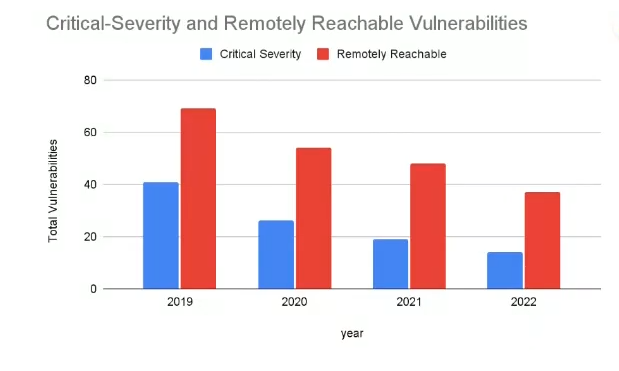 Critical-Severity and Remotely Reachable Vulnerabilities
Critical Severity Remotely Reachable
80
60
40
20
0
Total Vulnerabilities
2019 2020 2021 2022
year